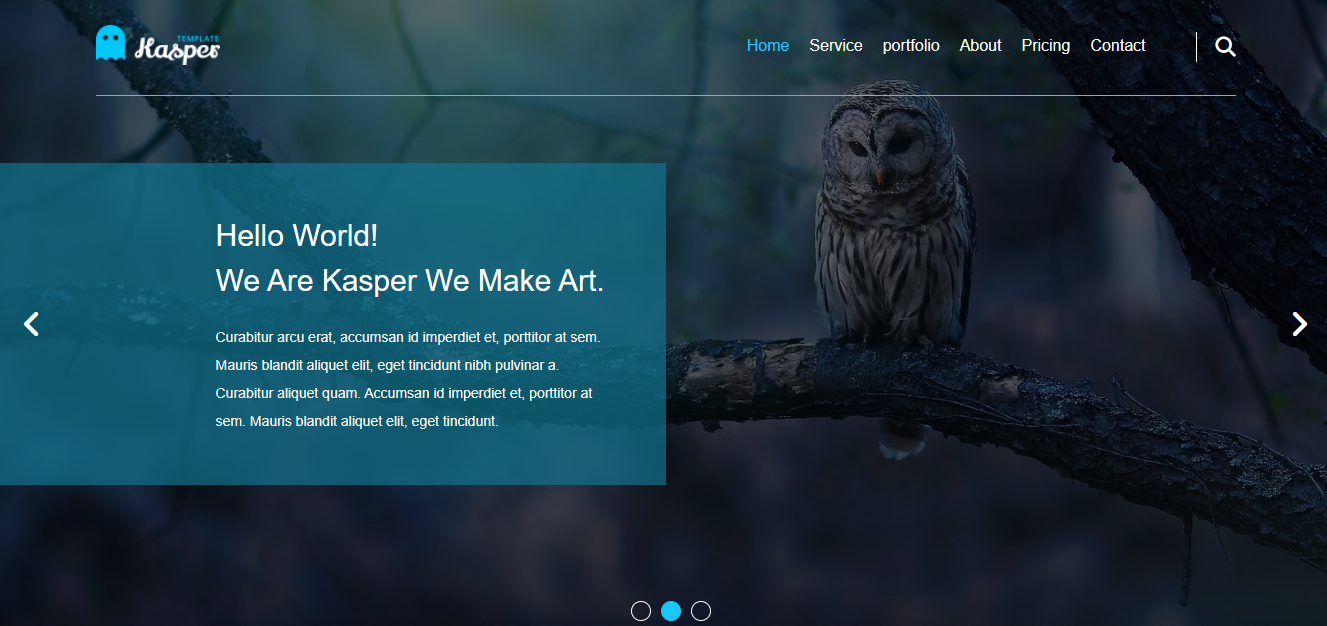 TEMPLATE
Kasper
Home Service portfolio About Pricing Contact
Hello World!
We Are Kasper We Make Art.
Curabitur arcu erat, accumsan id imperdiet et, porttitor at sem.
Mauris blandit aliquet elit, eget tincidunt nibh pulvinar a.
Curabitur aliquet quam. Accumsan id imperdiet et, porttitor at
sem. Mauris blandit aliquet elit, eget tincidunt.